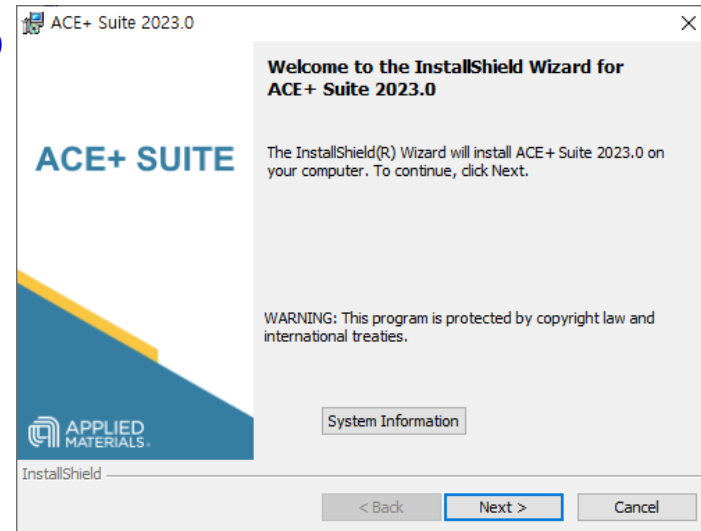 ACE+ Suite 2023.0
Welcome to the InstallShield Wizard for
ACE+ Suite 2023.0
ACE+ SUITE
The InstallShield(R) Wizard will install ACE+ Suite 2023.0 on
your computer. To continue, click Next.
WARNING: This program is protected by copyright law and
international treaties.
System Information
APPLIED
MATERIALS®
InstallShield
< Back
Next >
Cancel